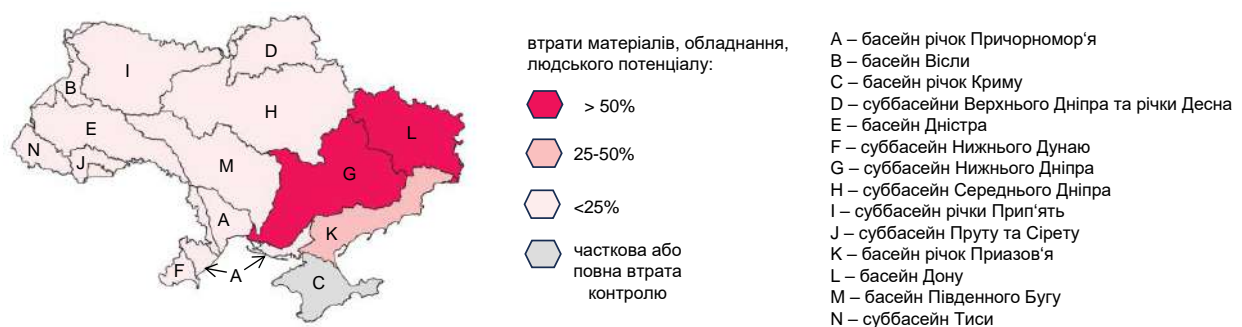 D
I
B
H
L
E
N
J
M
G
A
K
F
A
C
втрати матеріалів, обладнання,
людського потенціалу:
> 50%
25-50%
<25%
часткова або
повна втрата
контролю
A – басейн річок Причорномор‘я
B – басейн Вісли
C – басейн річок Криму
D – суббасейни Верхнього Дніпра та річки Десна
E – басейн Дністра
F – суббасейн Нижнього Дунаю
G – суббасейн Нижнього Дніпра
H – суббасейн Середнього Дніпра
I – суббасейн річки Прип‘ять
J – суббасейн Пруту та Сірету
K – басейн річок Приазов‘я
L – басейн Дону
M – басейн Південного Бугу
N – суббасейн Тиси